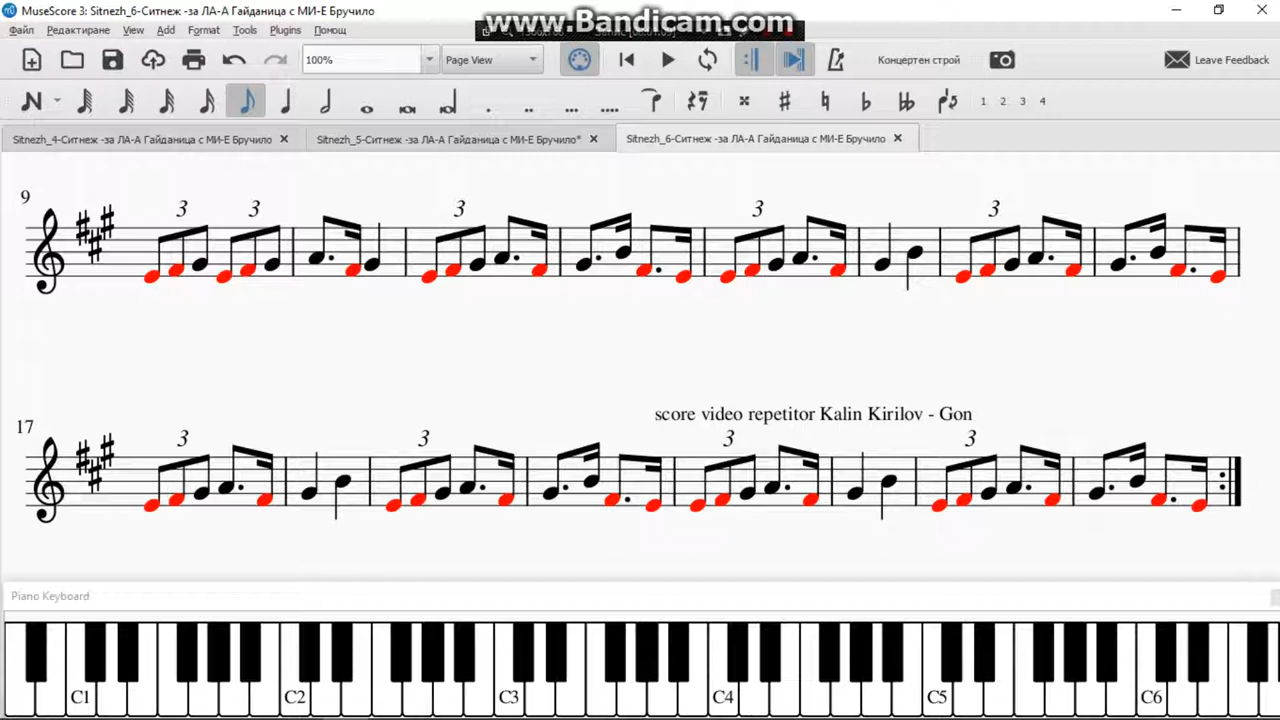 MuseScore 3: Sitnezh_6-Ситнеж -за ЛА-А Гайданица с МИ-Е Бручило
www.Bandicam.com
Файл Редактиране View Add Format Tools Plugins Помощ
100% Page View Концертен строй Leave Feedback
1 2 3 4
Sitnezh_4-Ситнеж -за ЛА-А Гайданица с МИ-Е Бручило Sitnezh_5-Ситнеж -за ЛА-А Гайданица с МИ-Е Бручило* Sitnezh_6-Ситнеж -за ЛА-А Гайданица с МИ-Е Бручило
9
3 3 3 3 3
score video repetitor Kalin Kirilov - Gon
17
3 3 3 3
Piano Keyboard
C1 C2 C3 C4 C5 C6